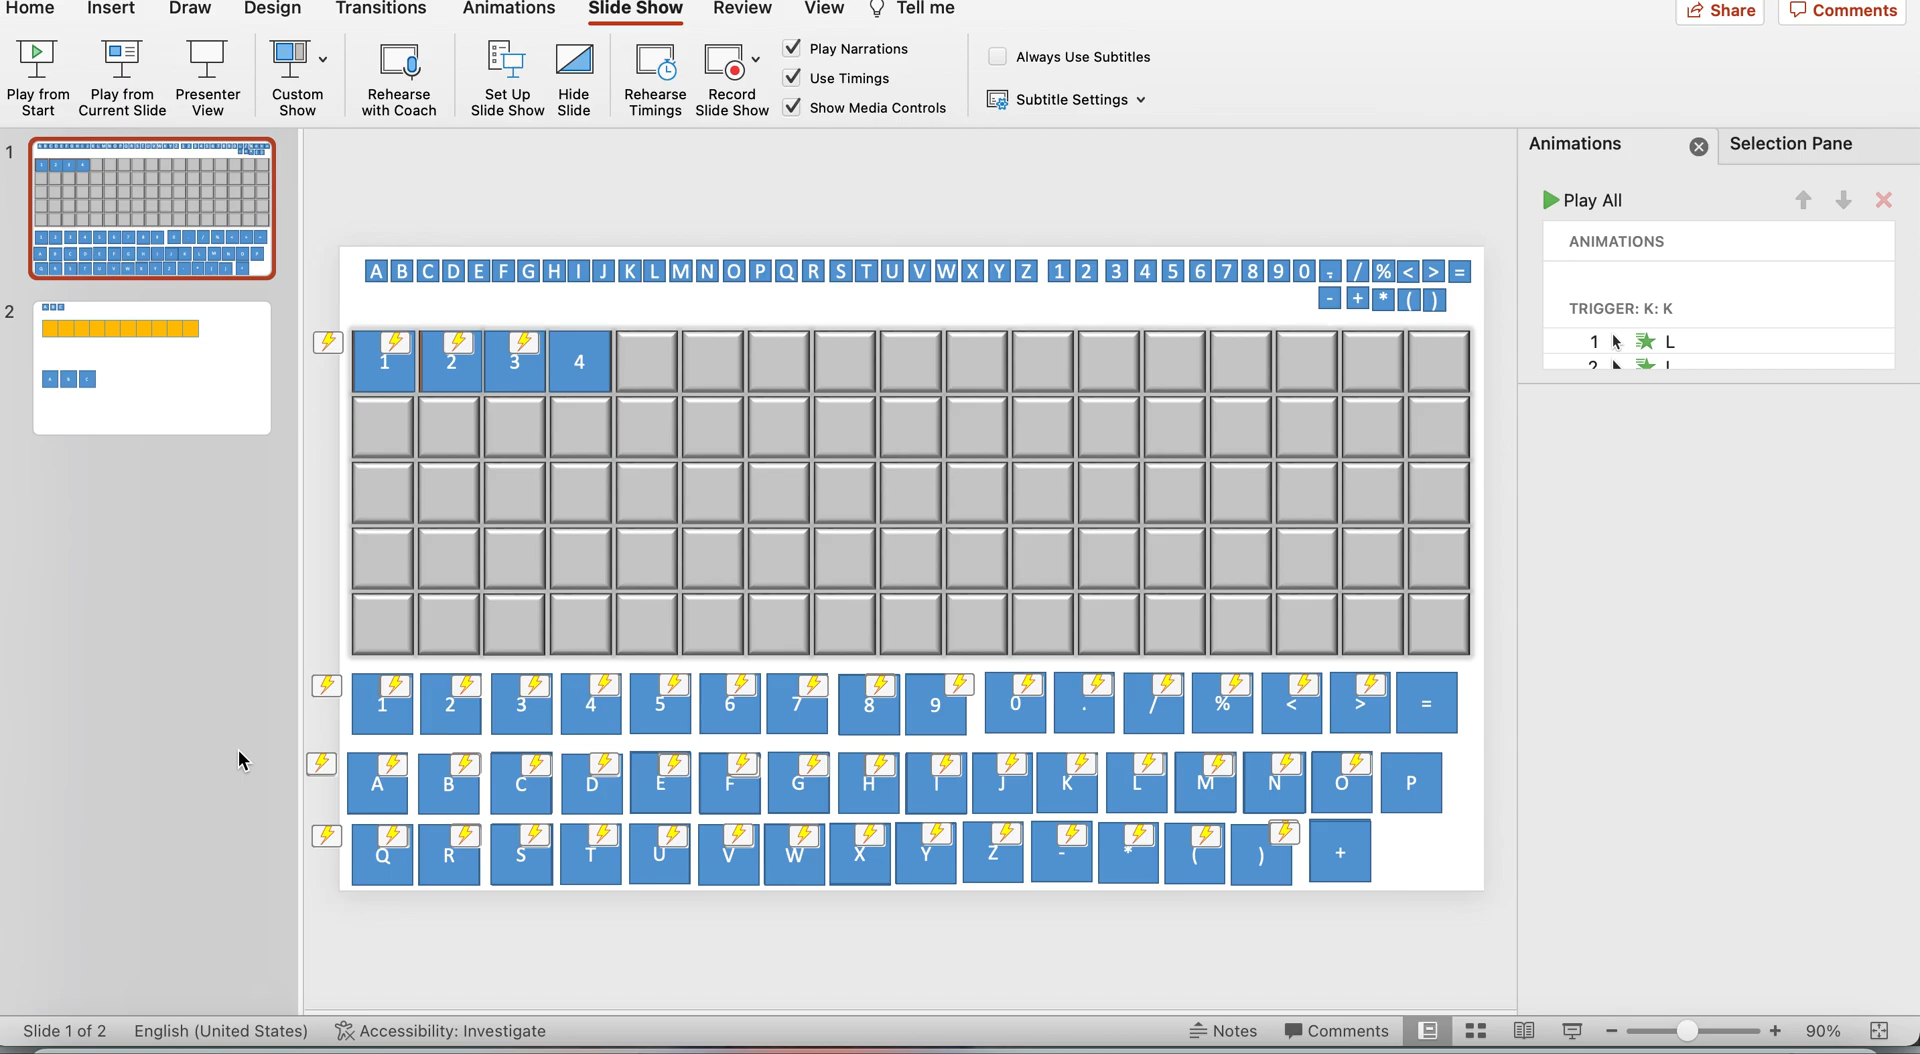 Home Insert Draw Design Transitions Animations Slide Show Review View Tell me Share Comments
Play from Start
Play from Current Slide
Presenter View
Custom Show
Rehearse with Coach
Set Up Slide Show
Hide Slide
Rehearse Timings
Record Slide Show
Play Narrations
Use Timings
Show Media Controls
Always Use Subtitles
Subtitle Settings
1
2
A B C D E F G H I J K L M N O P Q R S T U V W X Y Z 1 2 3 4 5 6 7 8 9 0 . / % < > =
- + * ( )
1 2 3 4
1 2 3 4 5 6 7 8 9 0 . / % < > =
A B C D E F G H I J K L M N O P
Q R S T U V W X Y Z - * ( ) +
Animations
Selection Pane
Play All
ANIMATIONS
TRIGGER: K: K
1 L
2 L
Slide 1 of 2 English (United States) Accessibility: Investigate Notes Comments 90%